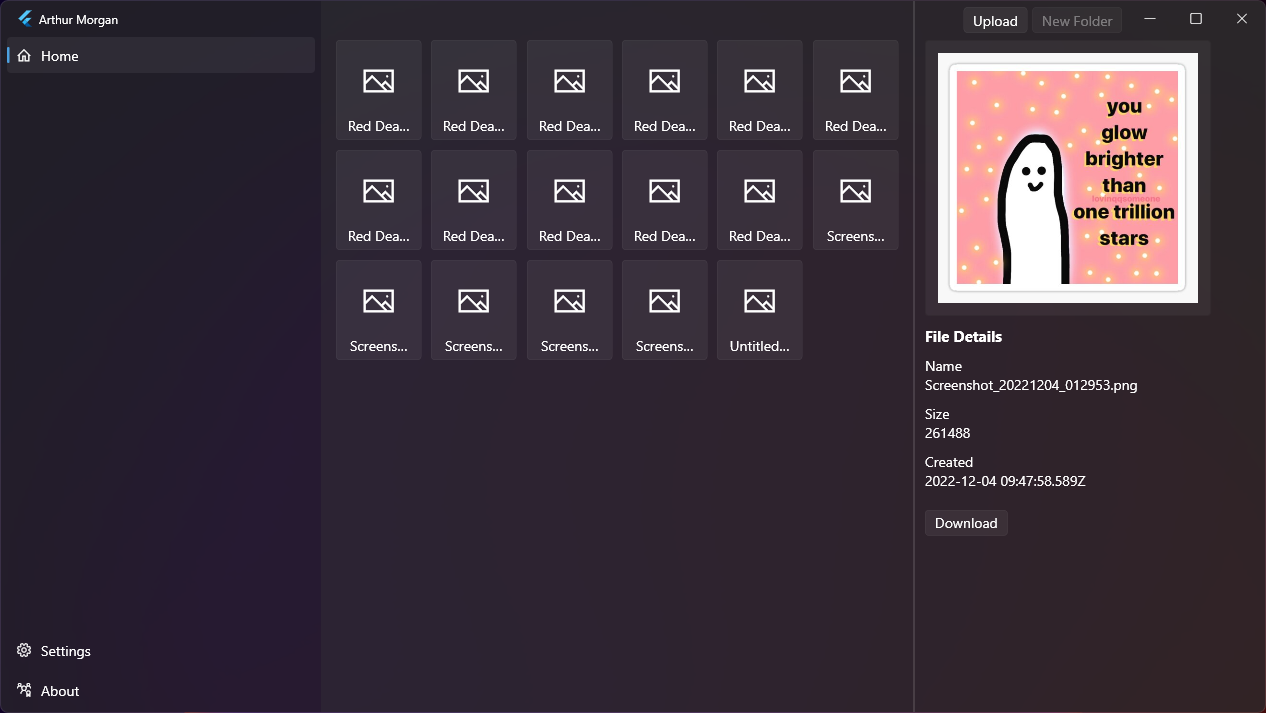 Arthur Morgan
Upload
New Folder
Home
Red Dea...
Red Dea...
Red Dea...
Red Dea...
Red Dea...
Red Dea...
Red Dea...
Red Dea...
Red Dea...
Red Dea...
Red Dea...
Screens...
Screens...
Screens...
Screens...
Screens...
Untitled...
Settings
About
you
glow
brighter
than
one trillion
stars
File Details
Name
Screenshot_20221204_012953.png
Size
261488
Created
2022-12-04 09:47:58.589Z
Download